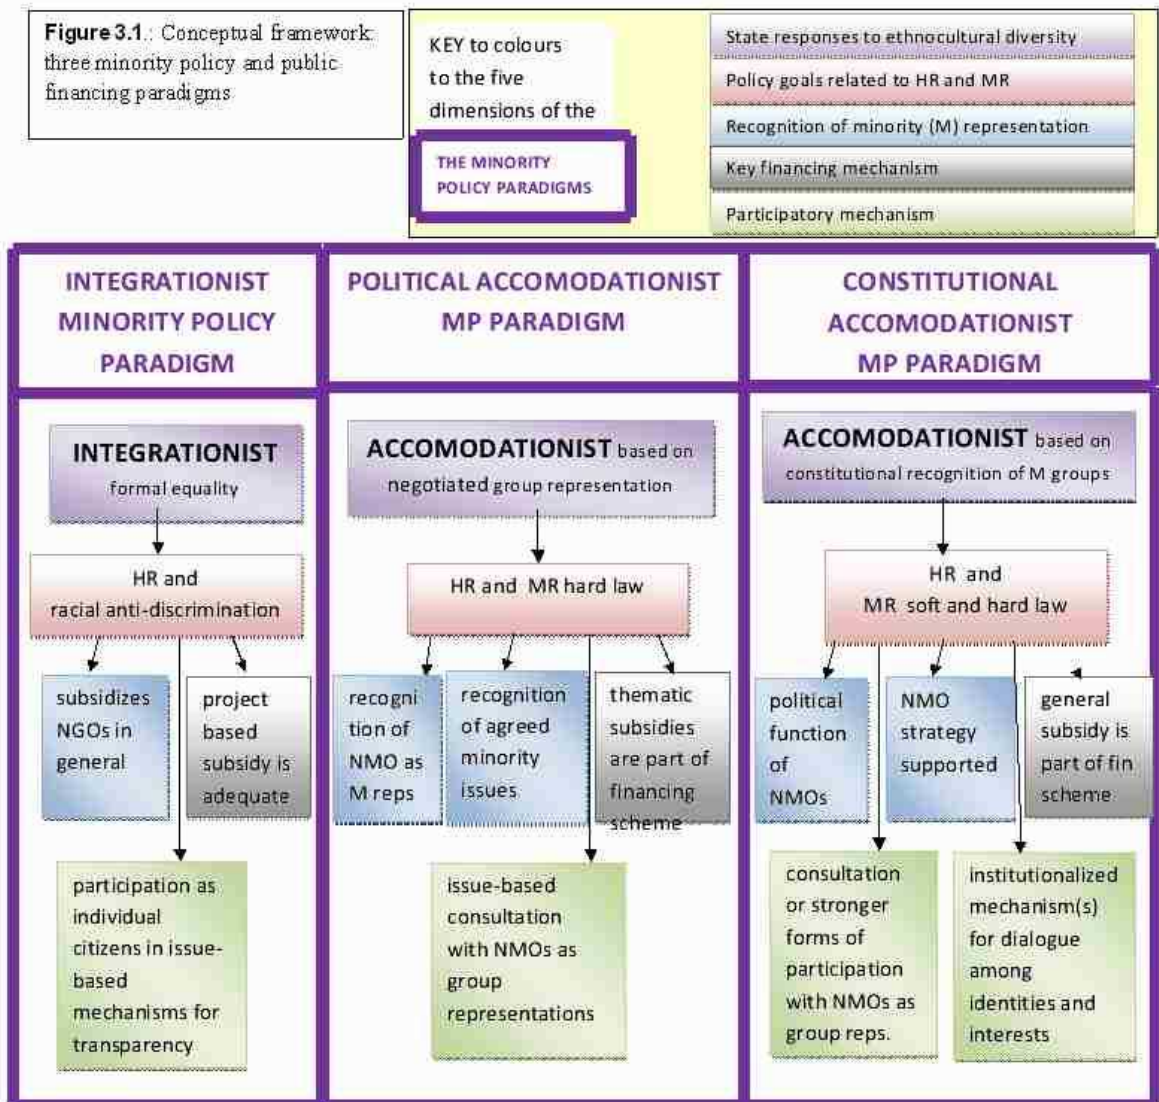 Figure 3.1.: Conceptual framework:
three minority policy and public
financing paradigms
KEY to colours
to the five
dimensions of the
THE MINORITY
POLICY PARADIGMS
State responses to ethnocultural diversity
Policy goals related to HR and MR
Recognition of minority (M) representation
Key financing mechanism
Participatory mechanism
INTEGRATIONIST
MINORITY POLICY
PARADIGM
POLITICAL ACCOMODATIONIST
MP PARADIGM
CONSTITUTIONAL
ACCOMODATIONIST
MP PARADIGM
INTEGRATIONIST
formal equality
HR and
racial anti-discrimination
subsidizes
NGOs in
general
project
based
subsidy is
adequate
participation as
individual
citizens in issue-
based
mechanisms for
transparency
ACCOMODATIONIST based on
negotiated group representation
HR and MR hard law
recogni
tion of
NMO as
M reps
recognition
of agreed
minority
issues
thematic
subsidies
are part of
financing
scheme
issue-based
consultation
with NMOs as
group
representations
ACCOMODATIONIST based on
constitutional recognition of M groups
HR and
MR soft and hard law
political
function
of
NMOs
NMO
strategy
supported
general
subsidy is
part of fin
scheme
consultation
or stronger
forms of
participation
with NMOs as
group reps.
institutionalized
mechanism(s)
for dialogue
among
identities and
interests